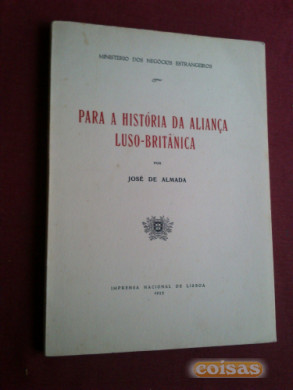 MINISTÉRIO DOS NEGÓCIOS ESTRANGEIROS
PARA A HISTÓRIA DA ALIANÇA
LUSO-BRITÂNICA
POR
JOSÉ DE ALMADA
IMPRENSA NACIONAL DE LISBOA
coisas